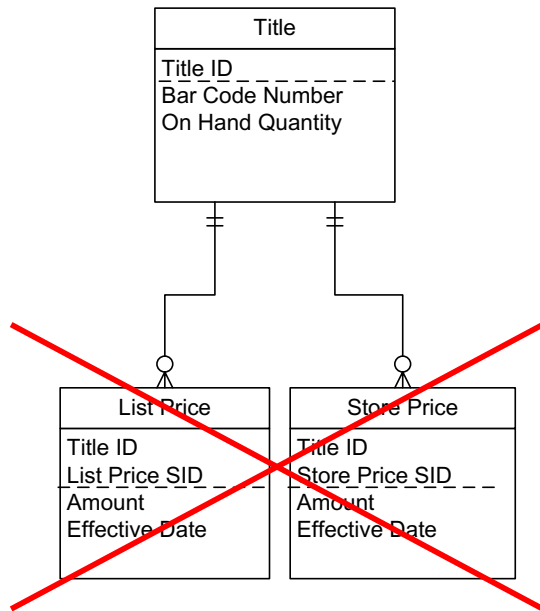 Title
Title ID
Bar Code Number
On Hand Quantity
List Price
Title ID
List Price SID
Amount
Effective Date
Store Price
Title ID
Store Price SID
Amount
Effective Date